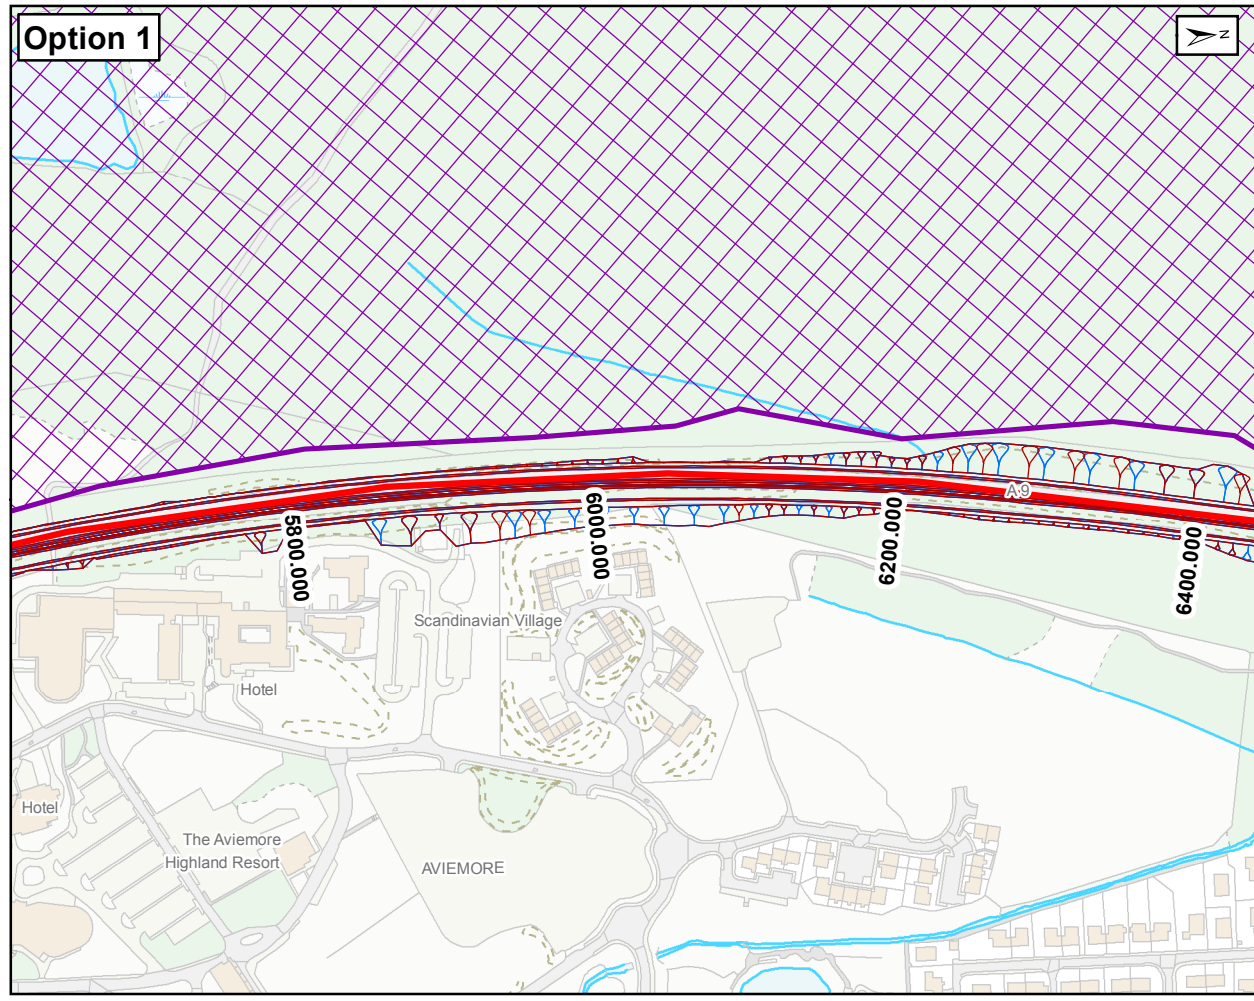 Option 1
N
A9
5800.000
6000.000
6200.000
6400.000
Scandinavian Village
Hotel
Hotel
The Aviemore
Highland Resort
AVIEMORE